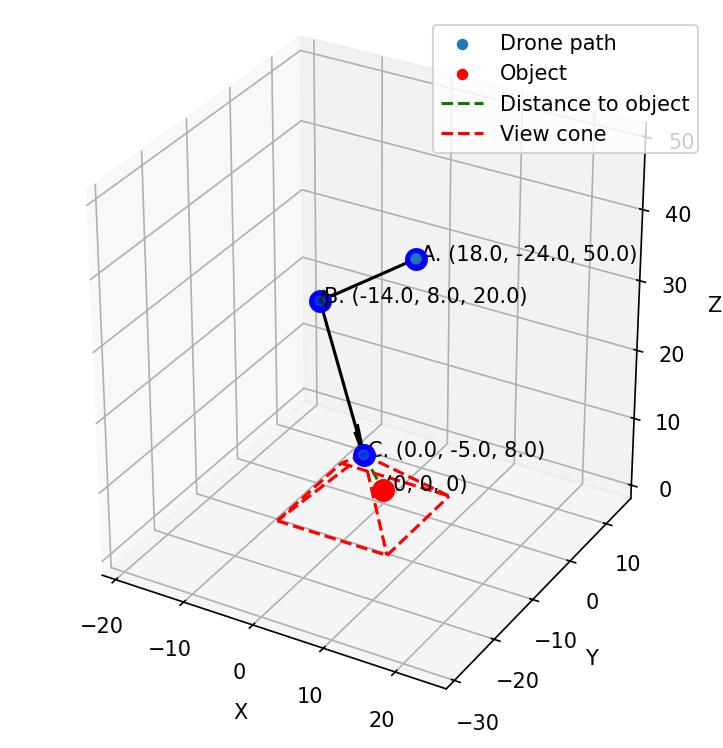 Drone path
Object
Distance to object
View cone
50
40
30
20
10
0
Z
A. (18.0, -24.0, 50.0)
B. (-14.0, 8.0, 20.0)
C. (0.0, -5.0, 8.0)
(0, 0, 0)
−20
−10
0
10
20
X
−30
−20
−10
0
10
Y